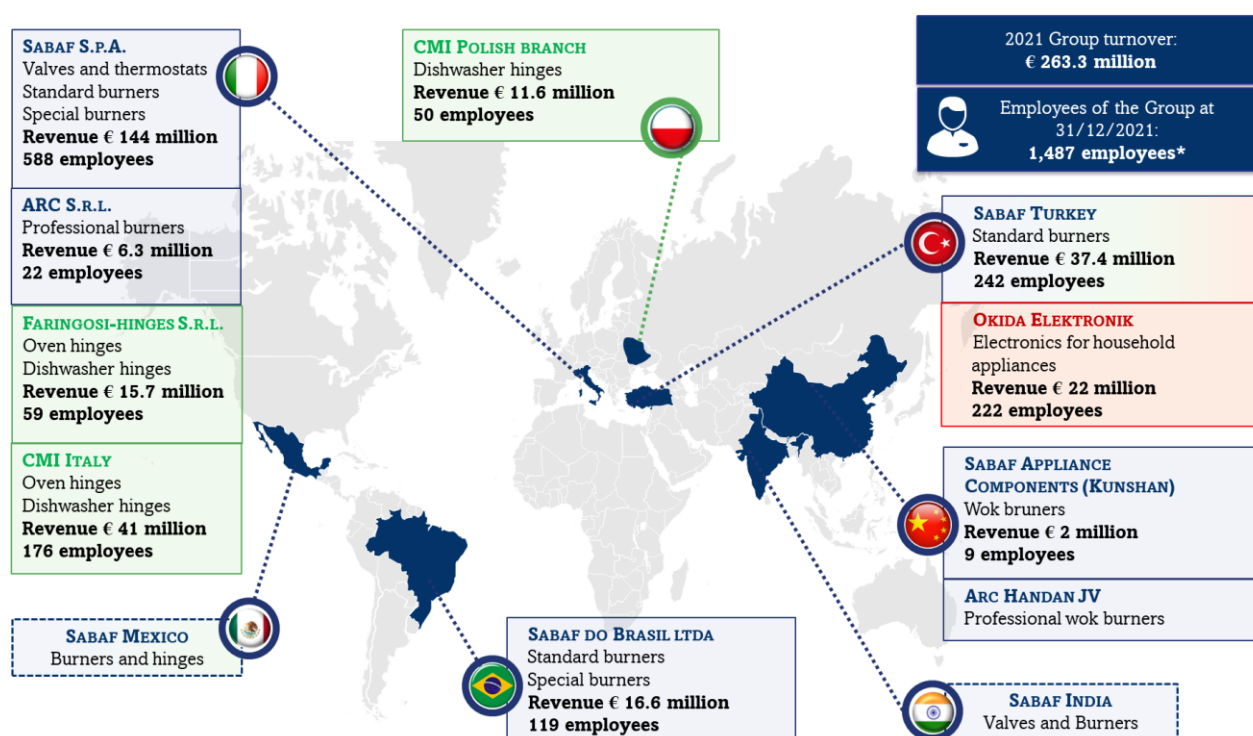 SABAF S.P.A.
Valves and thermostats
Standard burners
Special burners
Revenue € 144 million
588 employees
ARC S.R.L.
Professional burners
Revenue € 6.3 million
22 employees
FARINGOSI-HINGES S.R.L.
Oven hinges
Dishwasher hinges
Revenue € 15.7 million
59 employees
CMI ITALY
Oven hinges
Dishwasher hinges
Revenue € 41 million
176 employees
SABAF MEXICO
Burners and hinges
CMI POLISH BRANCH
Dishwasher hinges
Revenue € 11.6 million
50 employees
SABAF DO BRASIL LTDA
Standard burners
Special burners
Revenue € 16.6 million
119 employees
2021 Group turnover:
€ 263.3 million
Employees of the Group at
31/12/2021:
1,487 employees*
SABAF TURKEY
Standard burners
Revenue € 37.4 million
242 employees
OKIDA ELEKTRONIK
Electronics for household
appliances
Revenue € 22 million
222 employees
SABAF APPLIANCE
COMPONENTS (KUNSHAN)
Wok bruners
Revenue € 2 million
9 employees
ARC HANDAN JV
Professional wok burners
SABAF INDIA
Valves and Burners